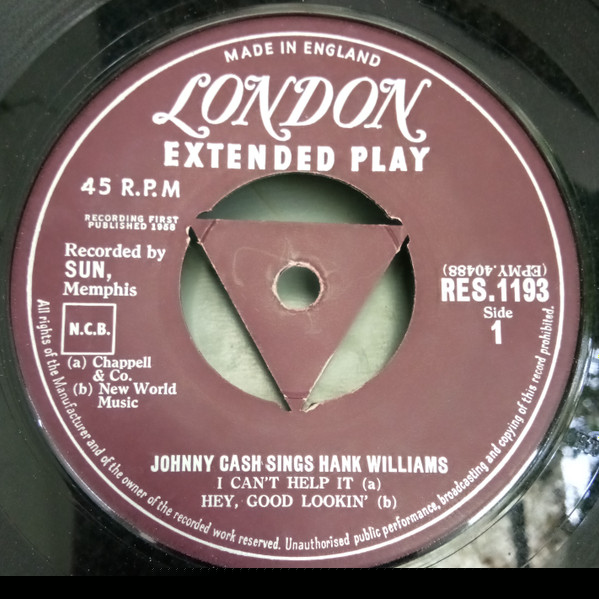 MADE IN ENGLAND
LONDON
EXTENDED PLAY
45 R.P.M
RECORDING FIRST
PUBLISHED 1958
Recorded by
SUN,
Memphis
N.C.B.
(a) Chappell
& Co.
(b) New World
Music
(EPMY.40488)
RES.1193
Side
1
JOHNNY CASH SINGS HANK WILLIAMS
I CAN'T HELP IT (a)
HEY, GOOD LOOKIN' (b)
All rights of the Manufacturer and of the owner of the recorded work reserved. Unauthorised public performance, broadcasting and copying of this record prohibited.